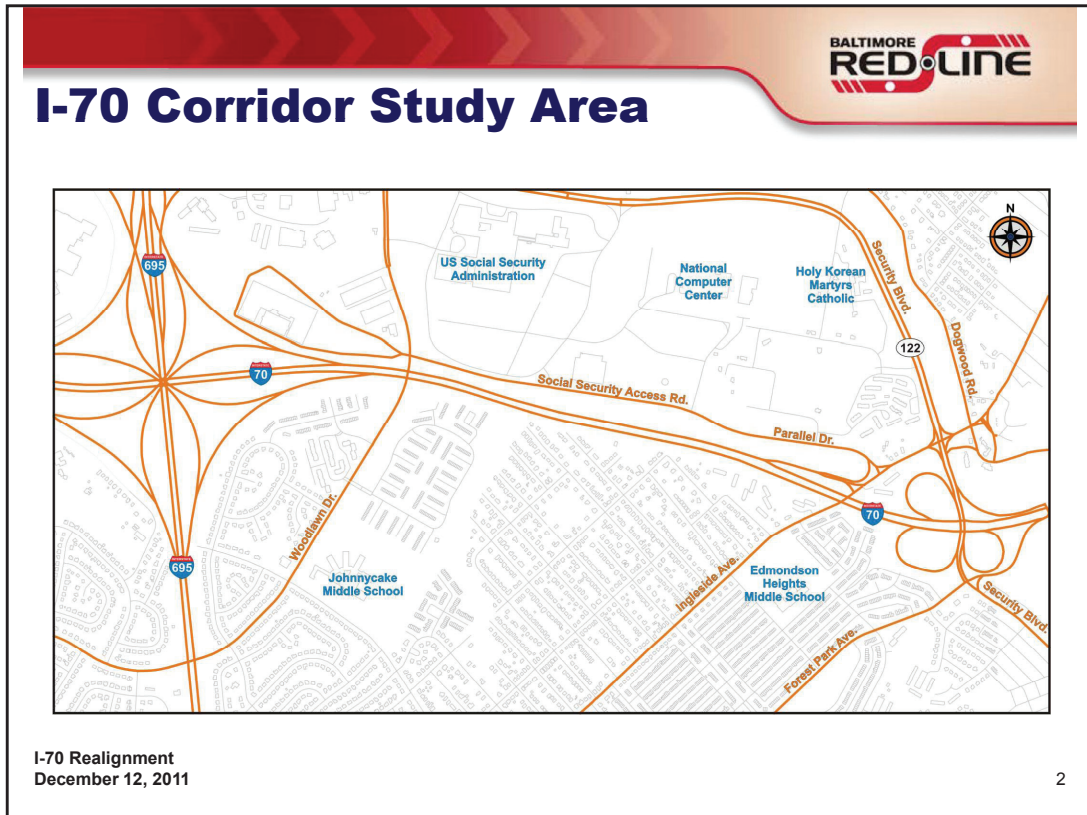 BALTIMORE
RED LINE
I-70 Corridor Study Area
N
695
US Social Security
Administration
National
Computer
Center
Holy Korean
Martyrs
Catholic
Security Blvd.
122
Dogwood Rd.
70
Social Security Access Rd.
Parallel Dr.
Woodlawn Dr.
70
695
Johnnycake
Middle School
Ingleside Ave.
Edmondson
Heights
Middle School
Security Blvd.
Forest Park Ave.
I-70 Realignment
December 12, 2011
2